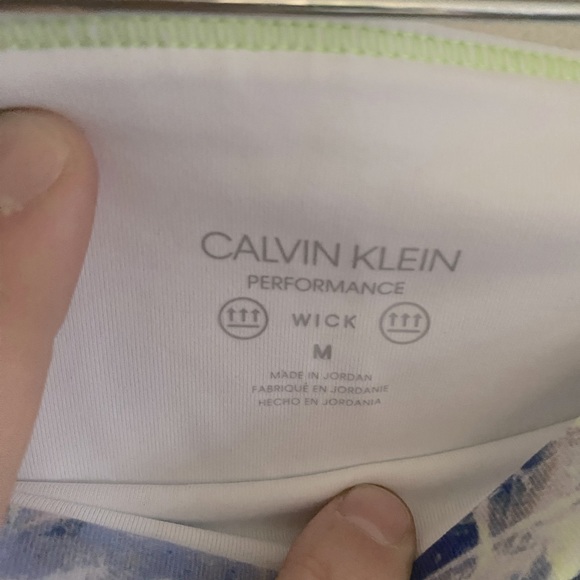 CALVIN KLEIN
PERFORMANCE
WICK
M
MADE IN JORDAN
FABRIQUÉ EN JORDANIE
HECHO EN JORDANIA